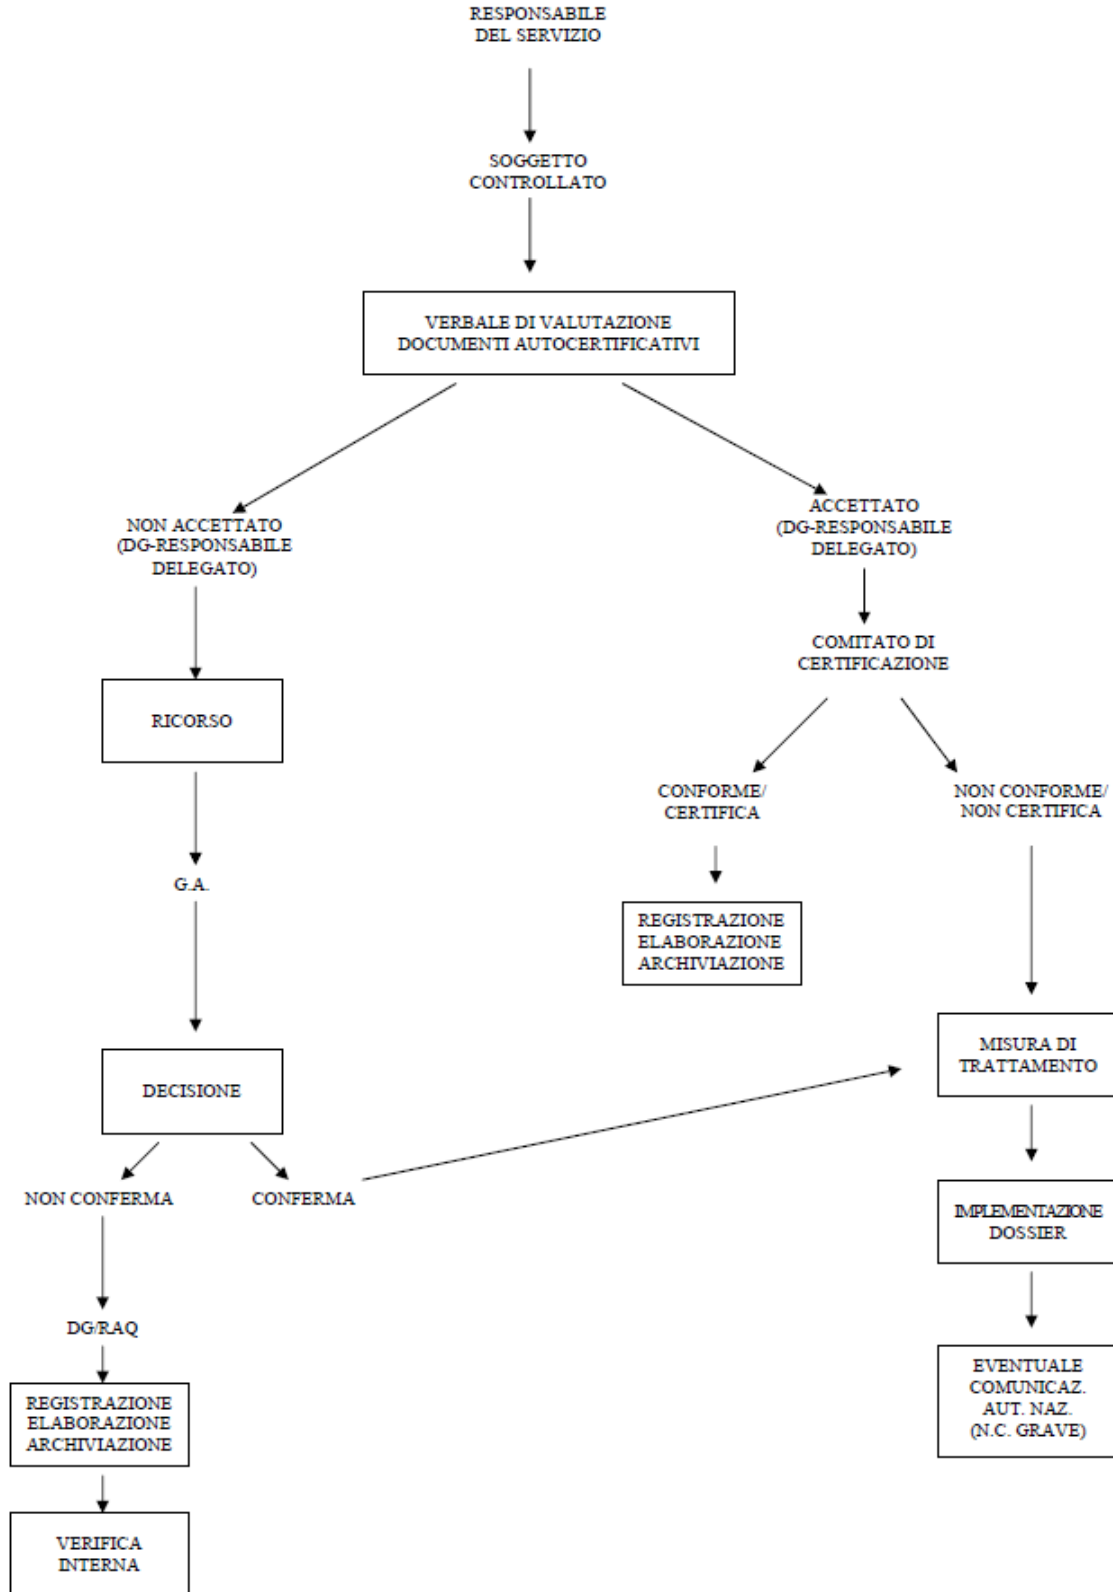 RESPONSABILE
DEL SERVIZIO
SOGGETTO
CONTROLLATO
VERBALE DI VALUTAZIONE
DOCUMENTI AUTOCERTIFICATIVI
NON ACCETTATO
(DG-RESPONSABILE
DELEGATO)
ACCETTATO
(DG-RESPONSABILE
DELEGATO)
COMITATO DI
CERTIFICAZIONE
RICORSO
CONFORME/
CERTIFICA
NON CONFORME/
NON CERTIFICA
G.A.
REGISTRAZIONE
ELABORAZIONE
ARCHIVIAZIONE
MISURA DI
TRATTAMENTO
DECISIONE
NON CONFERMA
CONFERMA
IMPLEMENTAZIONE
DOSSIER
DG/RAQ
EVENTUALE
COMUNICAZ.
AUT. NAZ.
(N.C. GRAVE)
REGISTRAZIONE
ELABORAZIONE
ARCHIVIAZIONE
VERIFICA
INTERNA